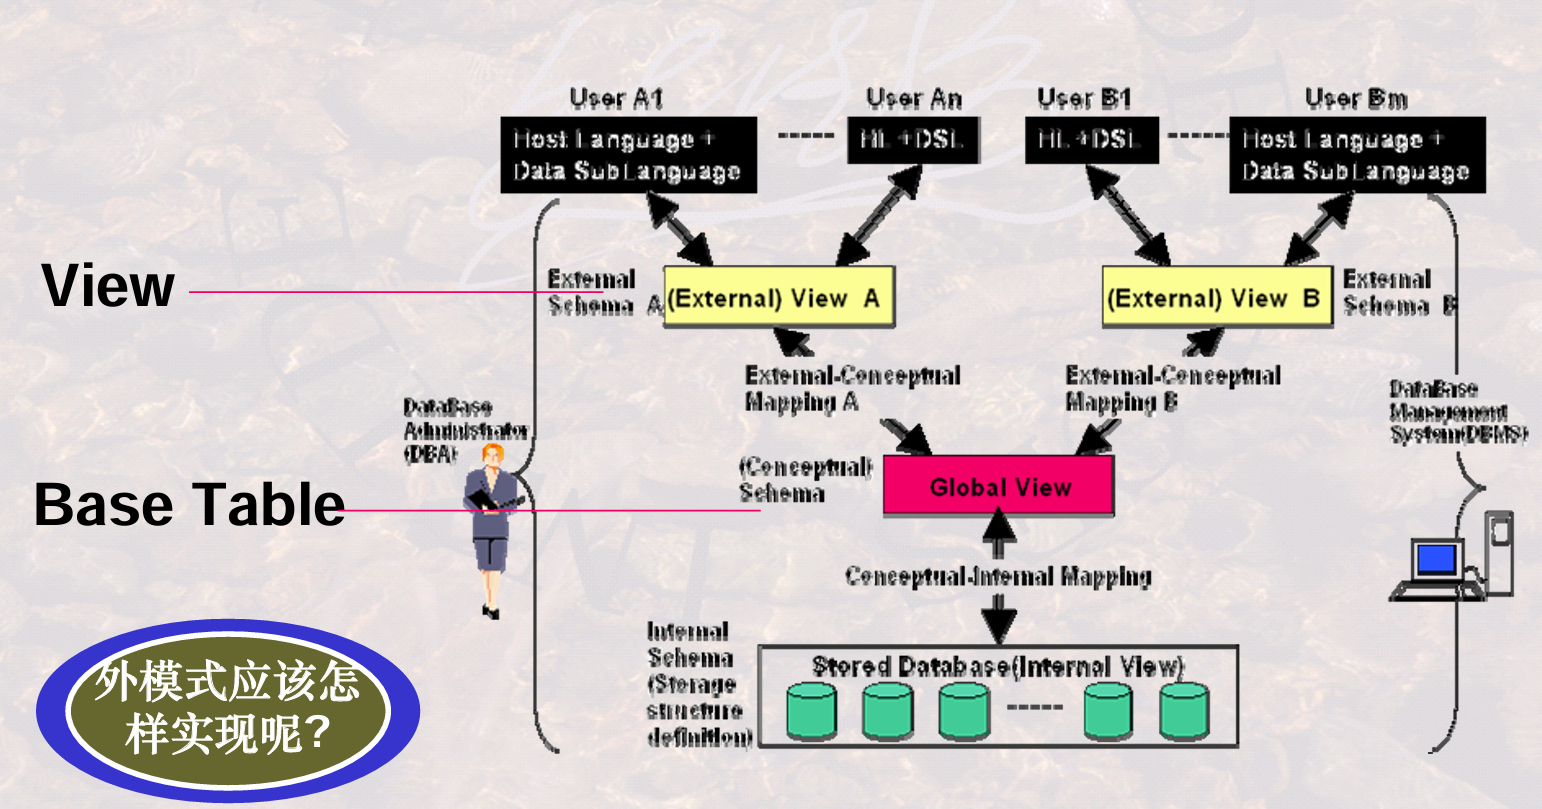 User A1
User An
User B1
User Bm
Host Language +
Data SubLanguage
HL +DSL
HL +DSL
Host Language +
Data SubLanguage
View
External
Schema A
(External) View A
(External) View B
External
Schema B
External-Conceptual
Mapping A
External-Conceptual
Mapping B
DataBase
Administrator
(DBA)
DataBase
Management
System(DBMS)
Base Table
(Conceptual)
Schema
Global View
Conceptual-Internal Mapping
Internal
Schema
(Storage
structure
definition)
Stored Database(Internal View)
外模式应该怎
样实现呢?